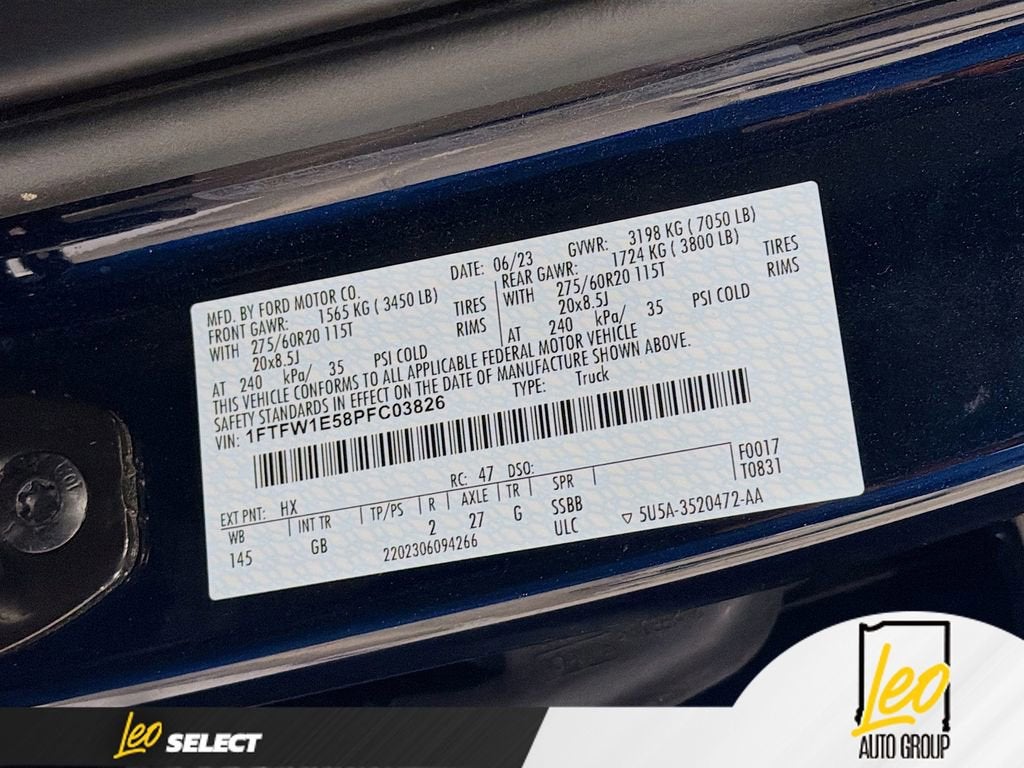 MFD. BY FORD MOTOR CO.
DATE: 06/23 GVWR: 3198 KG ( 7050 LB)
FRONT GAWR: 1565 KG ( 3450 LB)
REAR GAWR: 1724 KG ( 3800 LB)
WITH 275/60R20 115T TIRES
WITH 275/60R20 115T TIRES
20x8.5J RIMS
20x8.5J RIMS
AT 240 kPa/ 35 PSI COLD
AT 240 kPa/ 35 PSI COLD
THIS VEHICLE CONFORMS TO ALL APPLICABLE FEDERAL MOTOR VEHICLE
SAFETY STANDARDS IN EFFECT ON THE DATE OF MANUFACTURE SHOWN ABOVE.
VIN: 1FTFW1E58PFC03826 TYPE: Truck
EXT PNT: HX RC: 47 DSO: F0017
WB INT TR TP/PS R AXLE TR SPR T0831
145 GB 2 27 G SSBB
2202306094266 ULC ▽ 5U5A-3520472-AA
Leo SELECT
Leo
AUTO GROUP